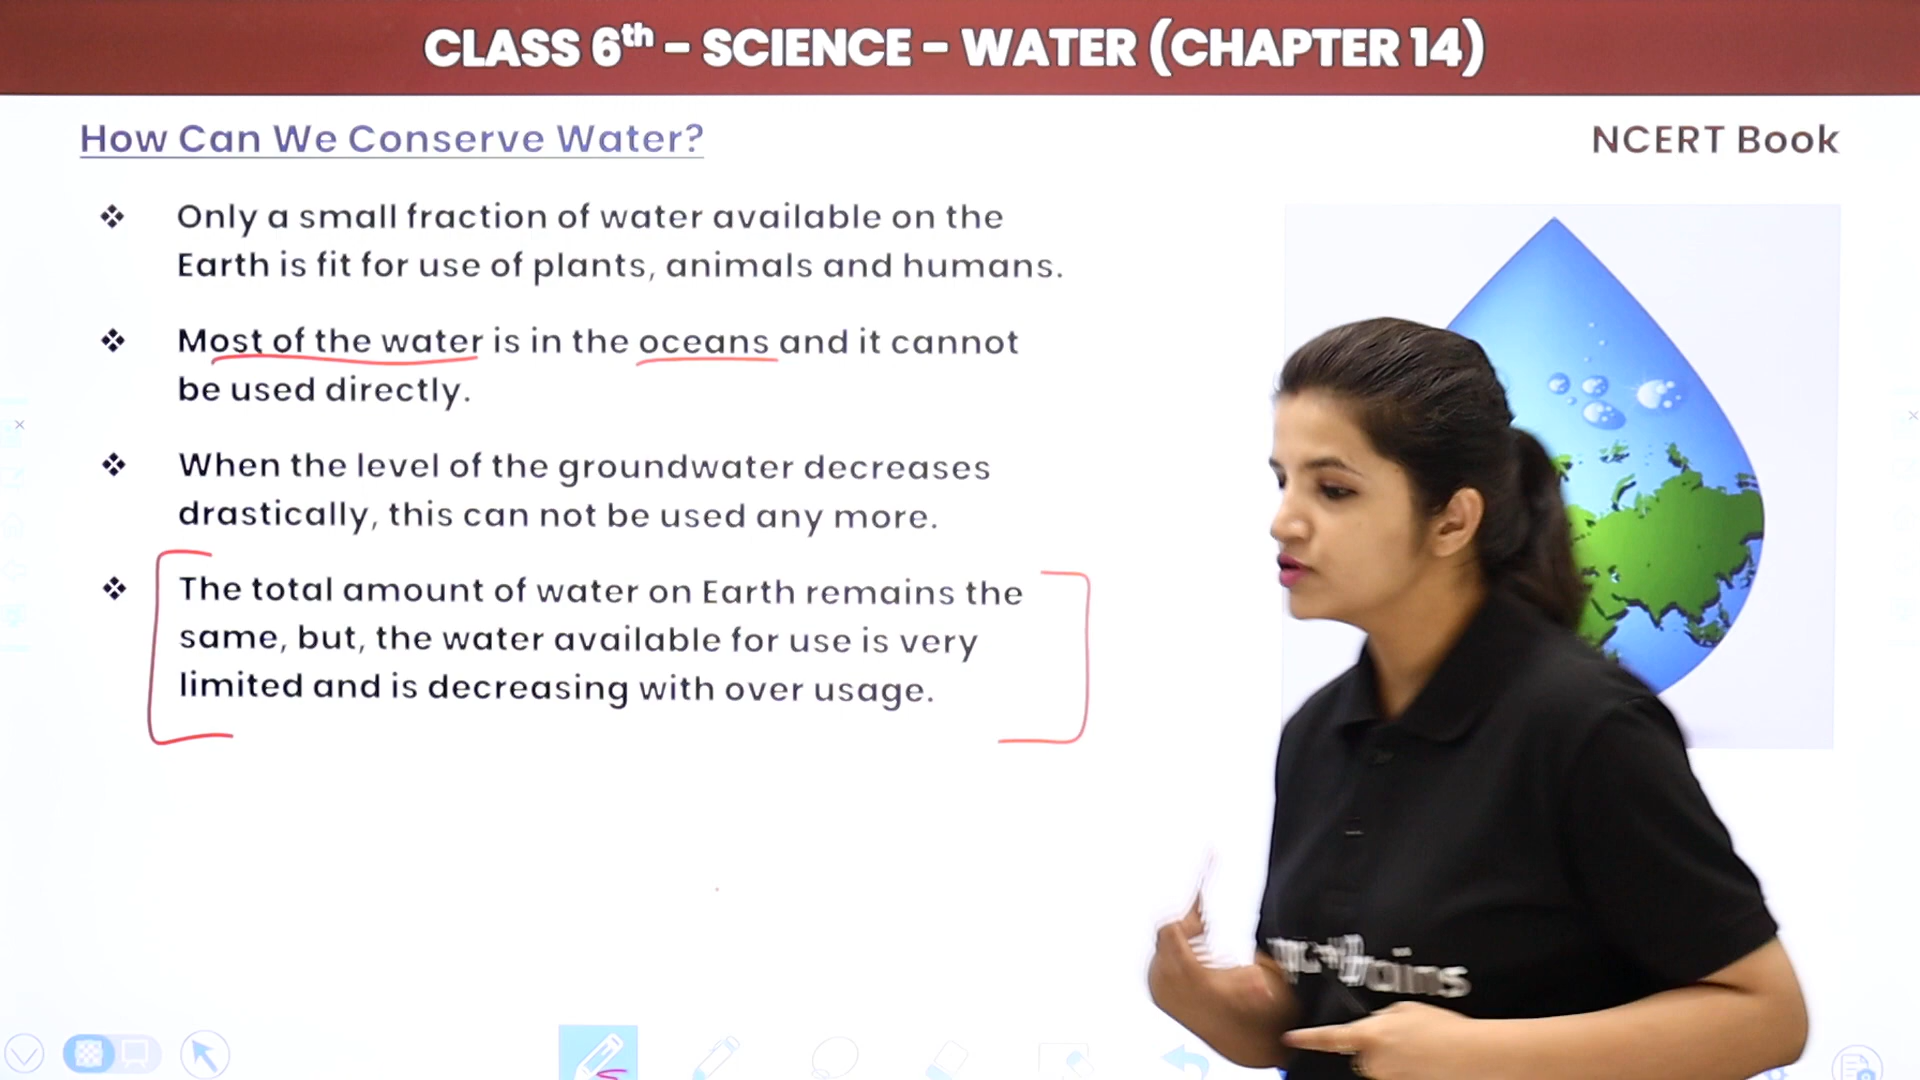 CLASS 6th – SCIENCE – WATER (CHAPTER 14)
How Can We Conserve Water?
NCERT Book
❖ Only a small fraction of water available on the
Earth is fit for use of plants, animals and humans.
❖ Most of the water is in the oceans and it cannot
be used directly.
❖ When the level of the groundwater decreases
drastically, this can not be used any more.
❖ The total amount of water on Earth remains the
same, but, the water available for use is very
limited and is decreasing with over usage.